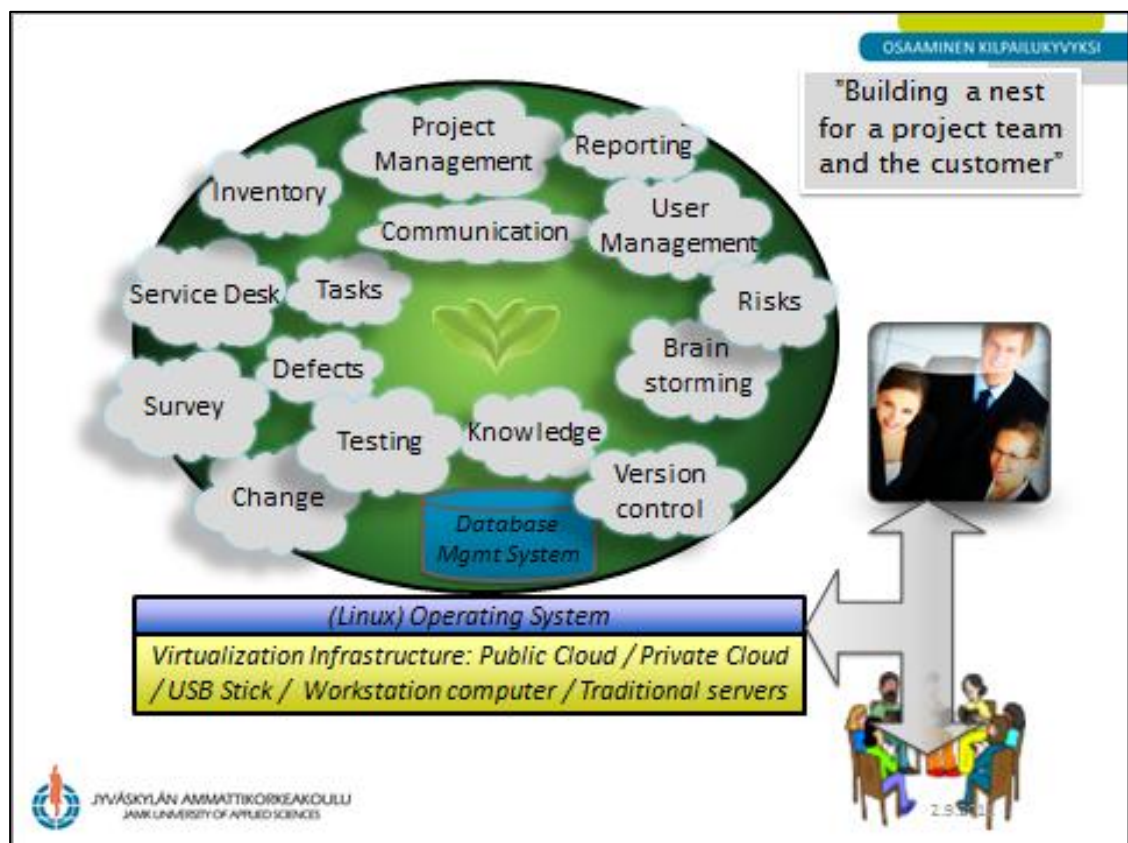 OSAAMINEN KILPAILUKYVYKSI
"Building a nest
for a project team
and the customer"
Project
Management
Reporting
Inventory
Communication
User
Management
Service Desk
Tasks
Risks
Brain
storming
Defects
Survey
Testing
Knowledge
Change
Version
control
Database
Mgmt System
(Linux) Operating System
Virtualization Infrastructure: Public Cloud / Private Cloud
/ USB Stick / Workstation computer / Traditional servers
JYVÄSKYLÄN AMMATTIKORKEAKOULU
JAMK UNIVERSITY OF APPLIED SCIENCES